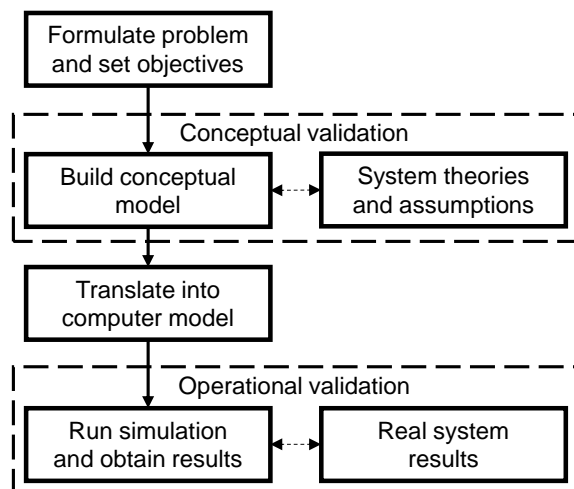 Formulate problem
and set objectives
Conceptual validation
Build conceptual
model
System theories
and assumptions
Translate into
computer model
Operational validation
Run simulation
and obtain results
Real system
results